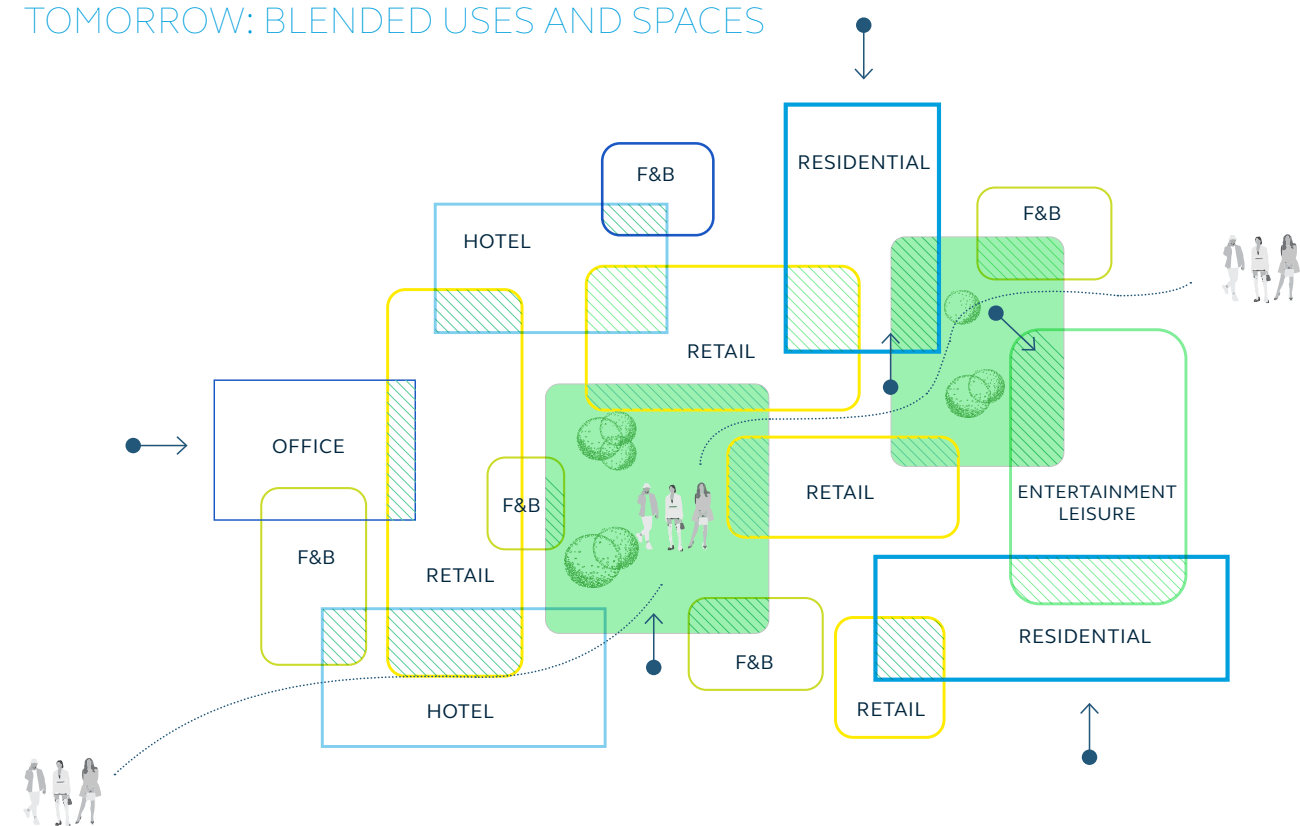 TOMORROW: BLENDED USES AND SPACES
RESIDENTIAL
F&B
F&B
HOTEL
RETAIL
OFFICE
F&B
RETAIL
ENTERTAINMENT
LEISURE
F&B
RETAIL
RESIDENTIAL
F&B
HOTEL
RETAIL